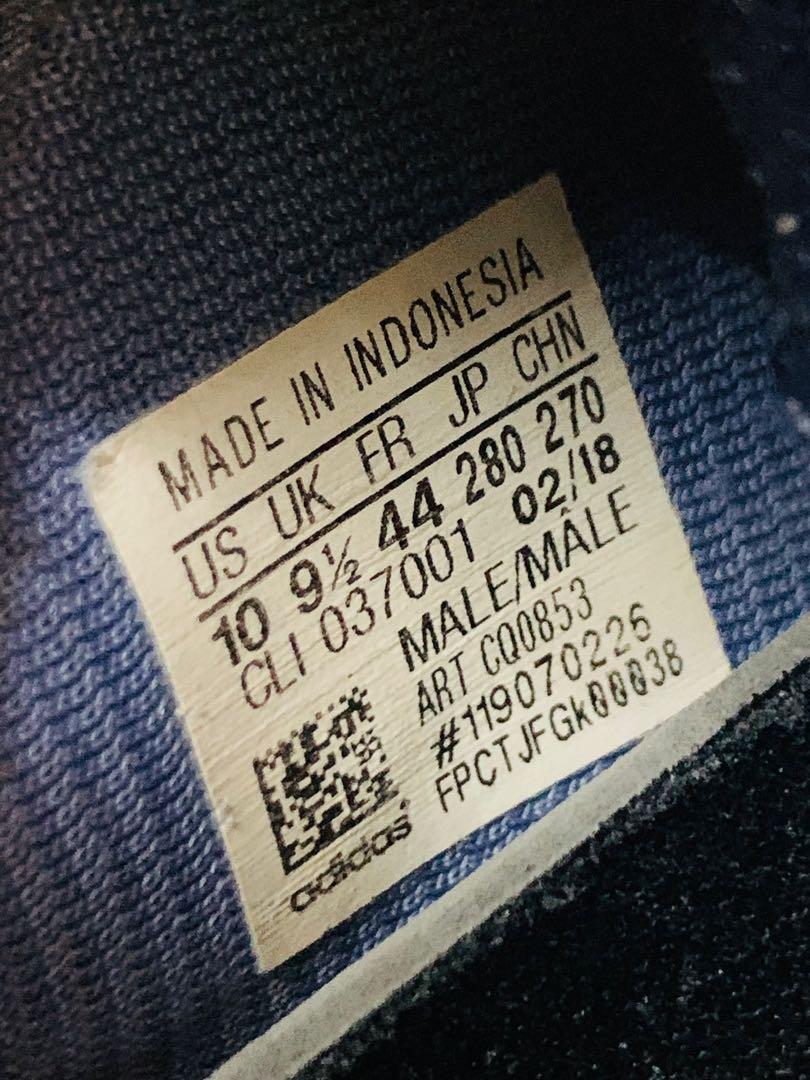 MADE IN INDONESIA
US UK FR JP CHN
10 9½ 44 280 270
CLI 037001 02/18
MALE/MÂLE
ART CQ0853
#119070226
FPCTJFGk00038
adidas